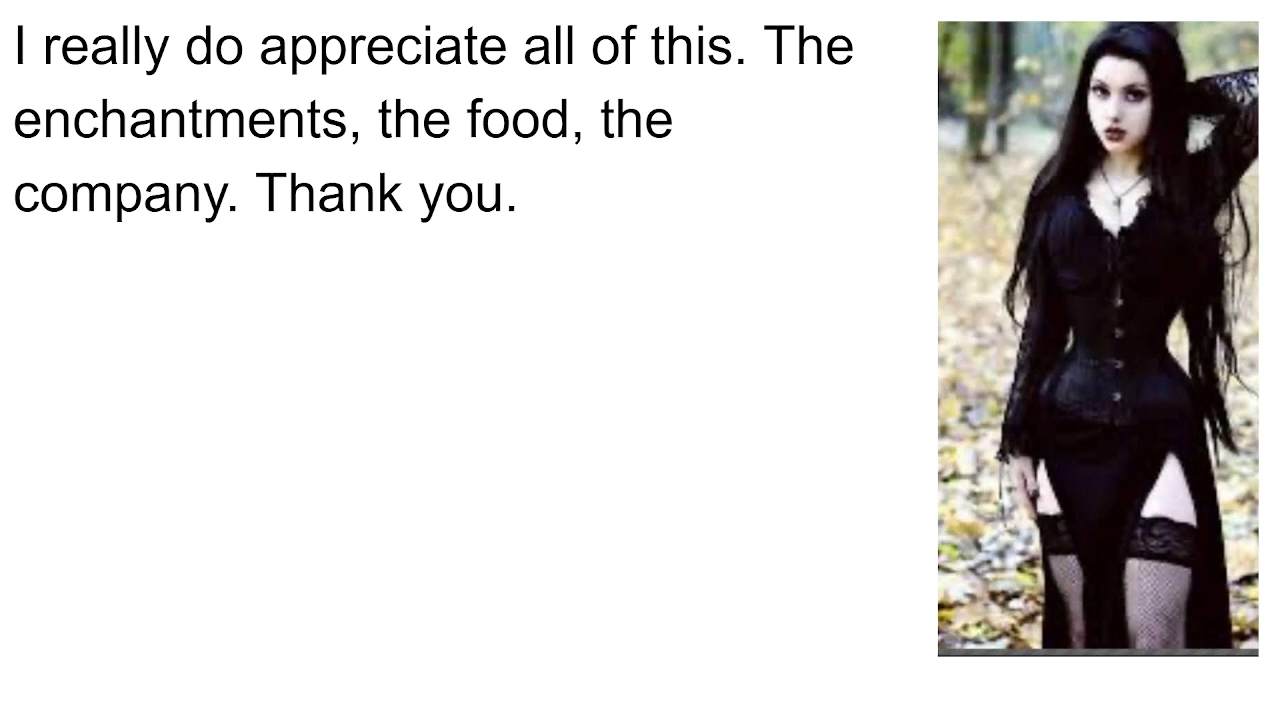 I really do appreciate all of this. The
enchantments, the food, the
company. Thank you.